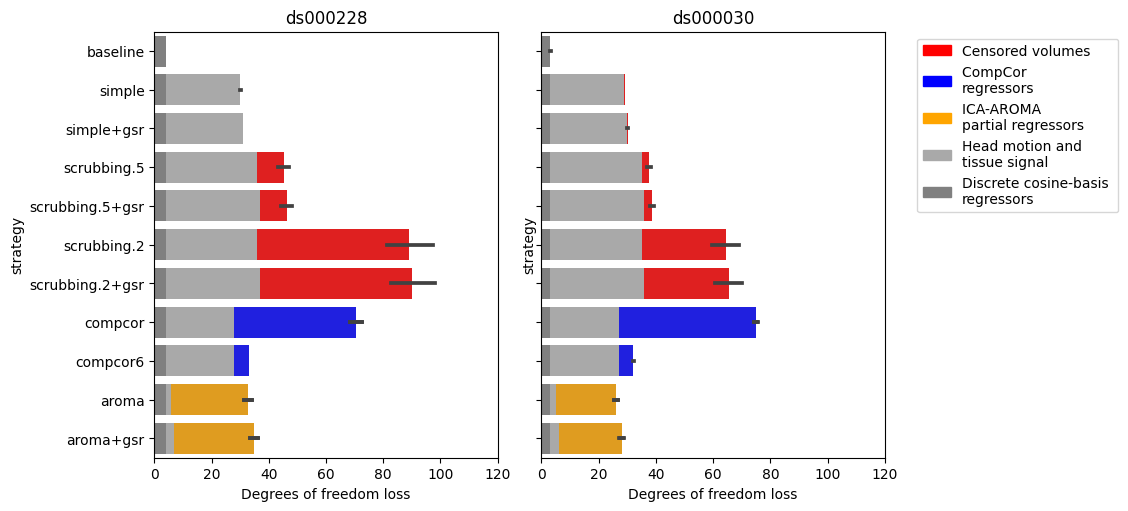 ds000228
ds000030
baseline
simple
simple+gsr
scrubbing.5
scrubbing.5+gsr
scrubbing.2
scrubbing.2+gsr
compcor
compcor6
aroma
aroma+gsr
strategy
strategy
0 20 40 60 80 100 120
0 20 40 60 80 100 120
Degrees of freedom loss
Degrees of freedom loss
Censored volumes
CompCor
regressors
ICA-AROMA
partial regressors
Head motion and
tissue signal
Discrete cosine-basis
regressors